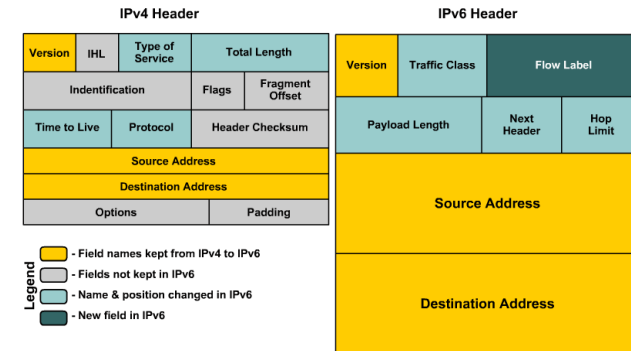 IPv4 Header
IPv6 Header
Version
IHL
Type of
Service
Total Length
Indentification
Flags
Fragment
Offset
Time to Live
Protocol
Header Checksum
Source Address
Destination Address
Options
Padding
Version
Traffic Class
Flow Label
Payload Length
Next
Header
Hop
Limit
Source Address
Destination Address
Legend
- Field names kept from IPv4 to IPv6
- Fields not kept in IPv6
- Name & position changed in IPv6
- New field in IPv6